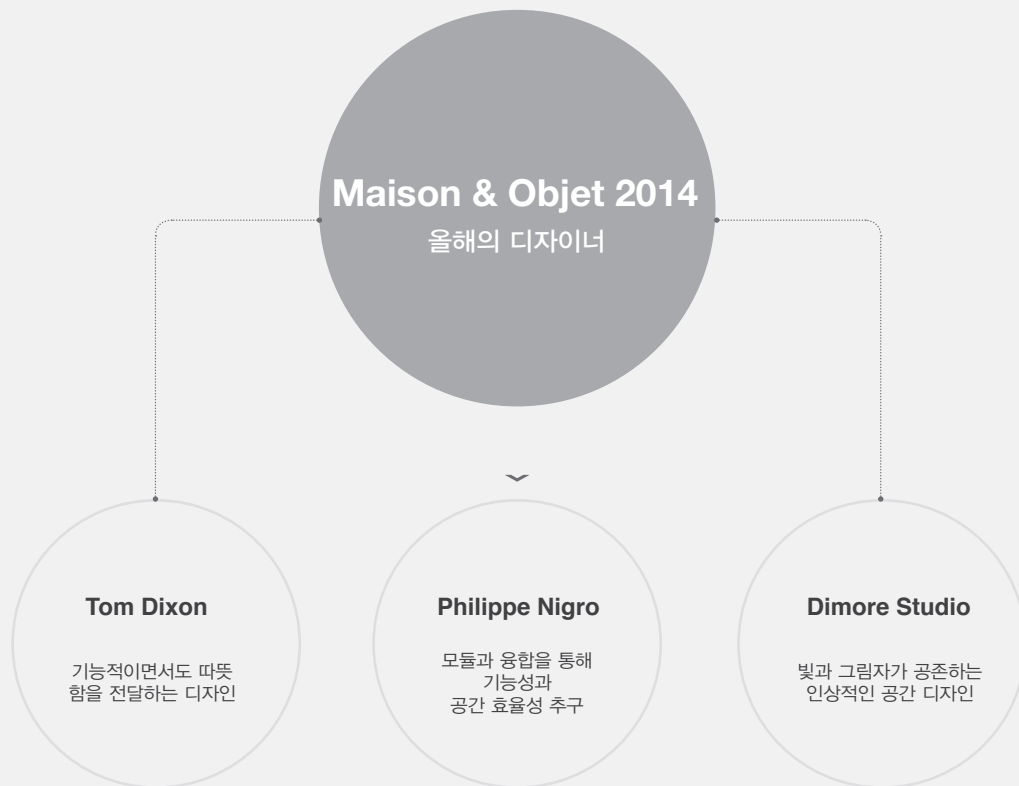 Maison & Objet 2014
올해의 디자이너
Tom Dixon
기능적이면서도 따뜻
함을 전달하는 디자인
Philippe Nigro
모듈과 융합을 통해
기능성과
공간 효율성 추구
Dimore Studio
빛과 그림자가 공존하는
인상적인 공간 디자인